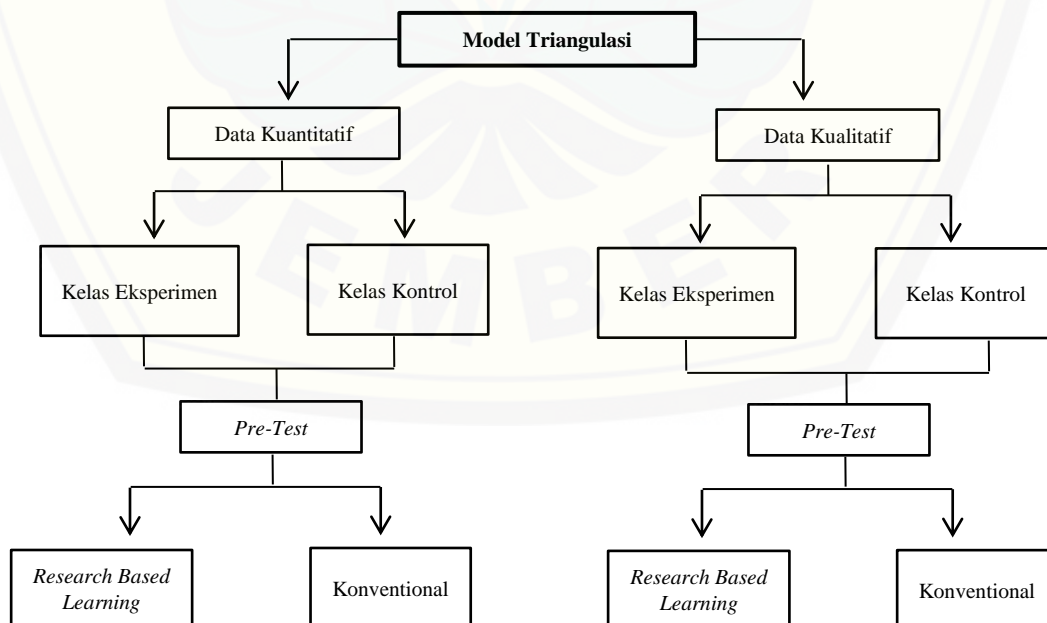 Model Triangulasi
Data Kuantitatif
Data Kualitatif
Kelas Eksperimen
Kelas Kontrol
Kelas Eksperimen
Kelas Kontrol
Pre-Test
Pre-Test
Research Based
Learning
Konventional
Research Based
Learning
Konventional
JEMBER